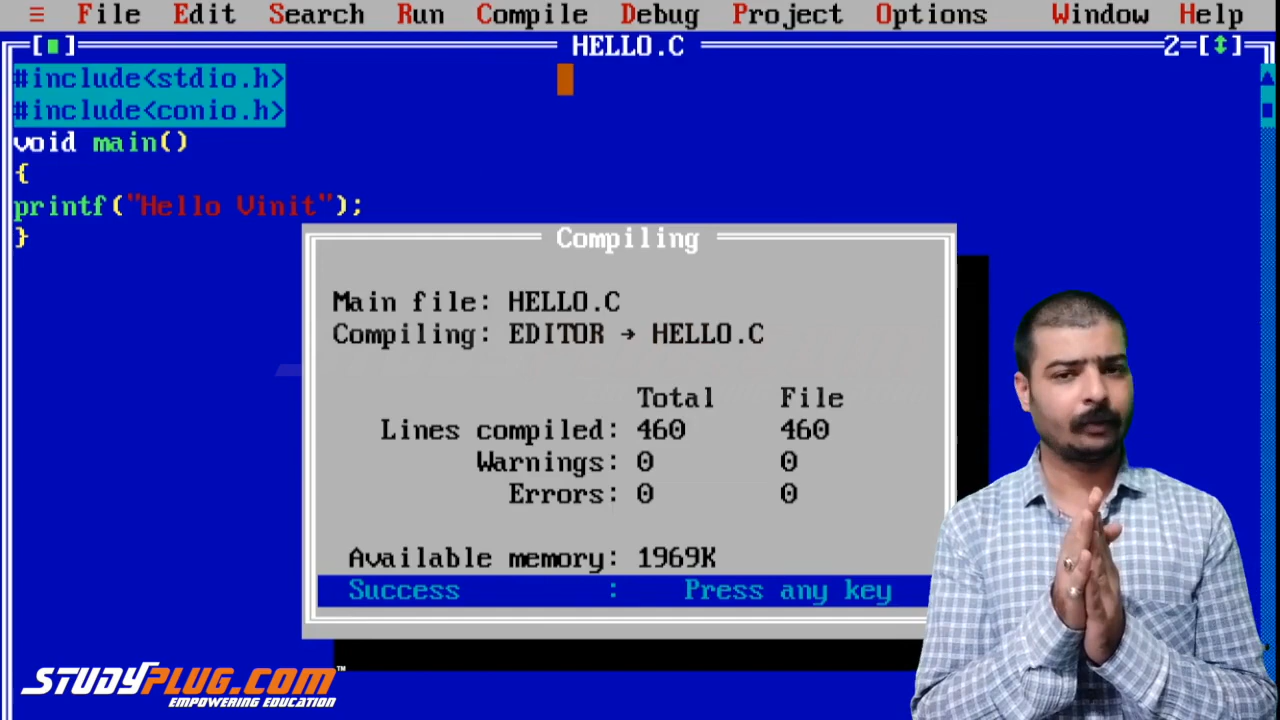 ≡ File Edit Search Run Compile Debug Project Options Window Help
[■] HELLO.C 2=[↕]
#include<stdio.h>
#include<conio.h>
void main()
{
printf("Hello Vinit");
}
Compiling
Main file: HELLO.C
Compiling: EDITOR → HELLO.C
Total File
Lines compiled: 460 460
Warnings: 0 0
Errors: 0 0
Available memory: 1969K
Success : Press any key
STUDYPLUG.COM™
EMPOWERING EDUCATION